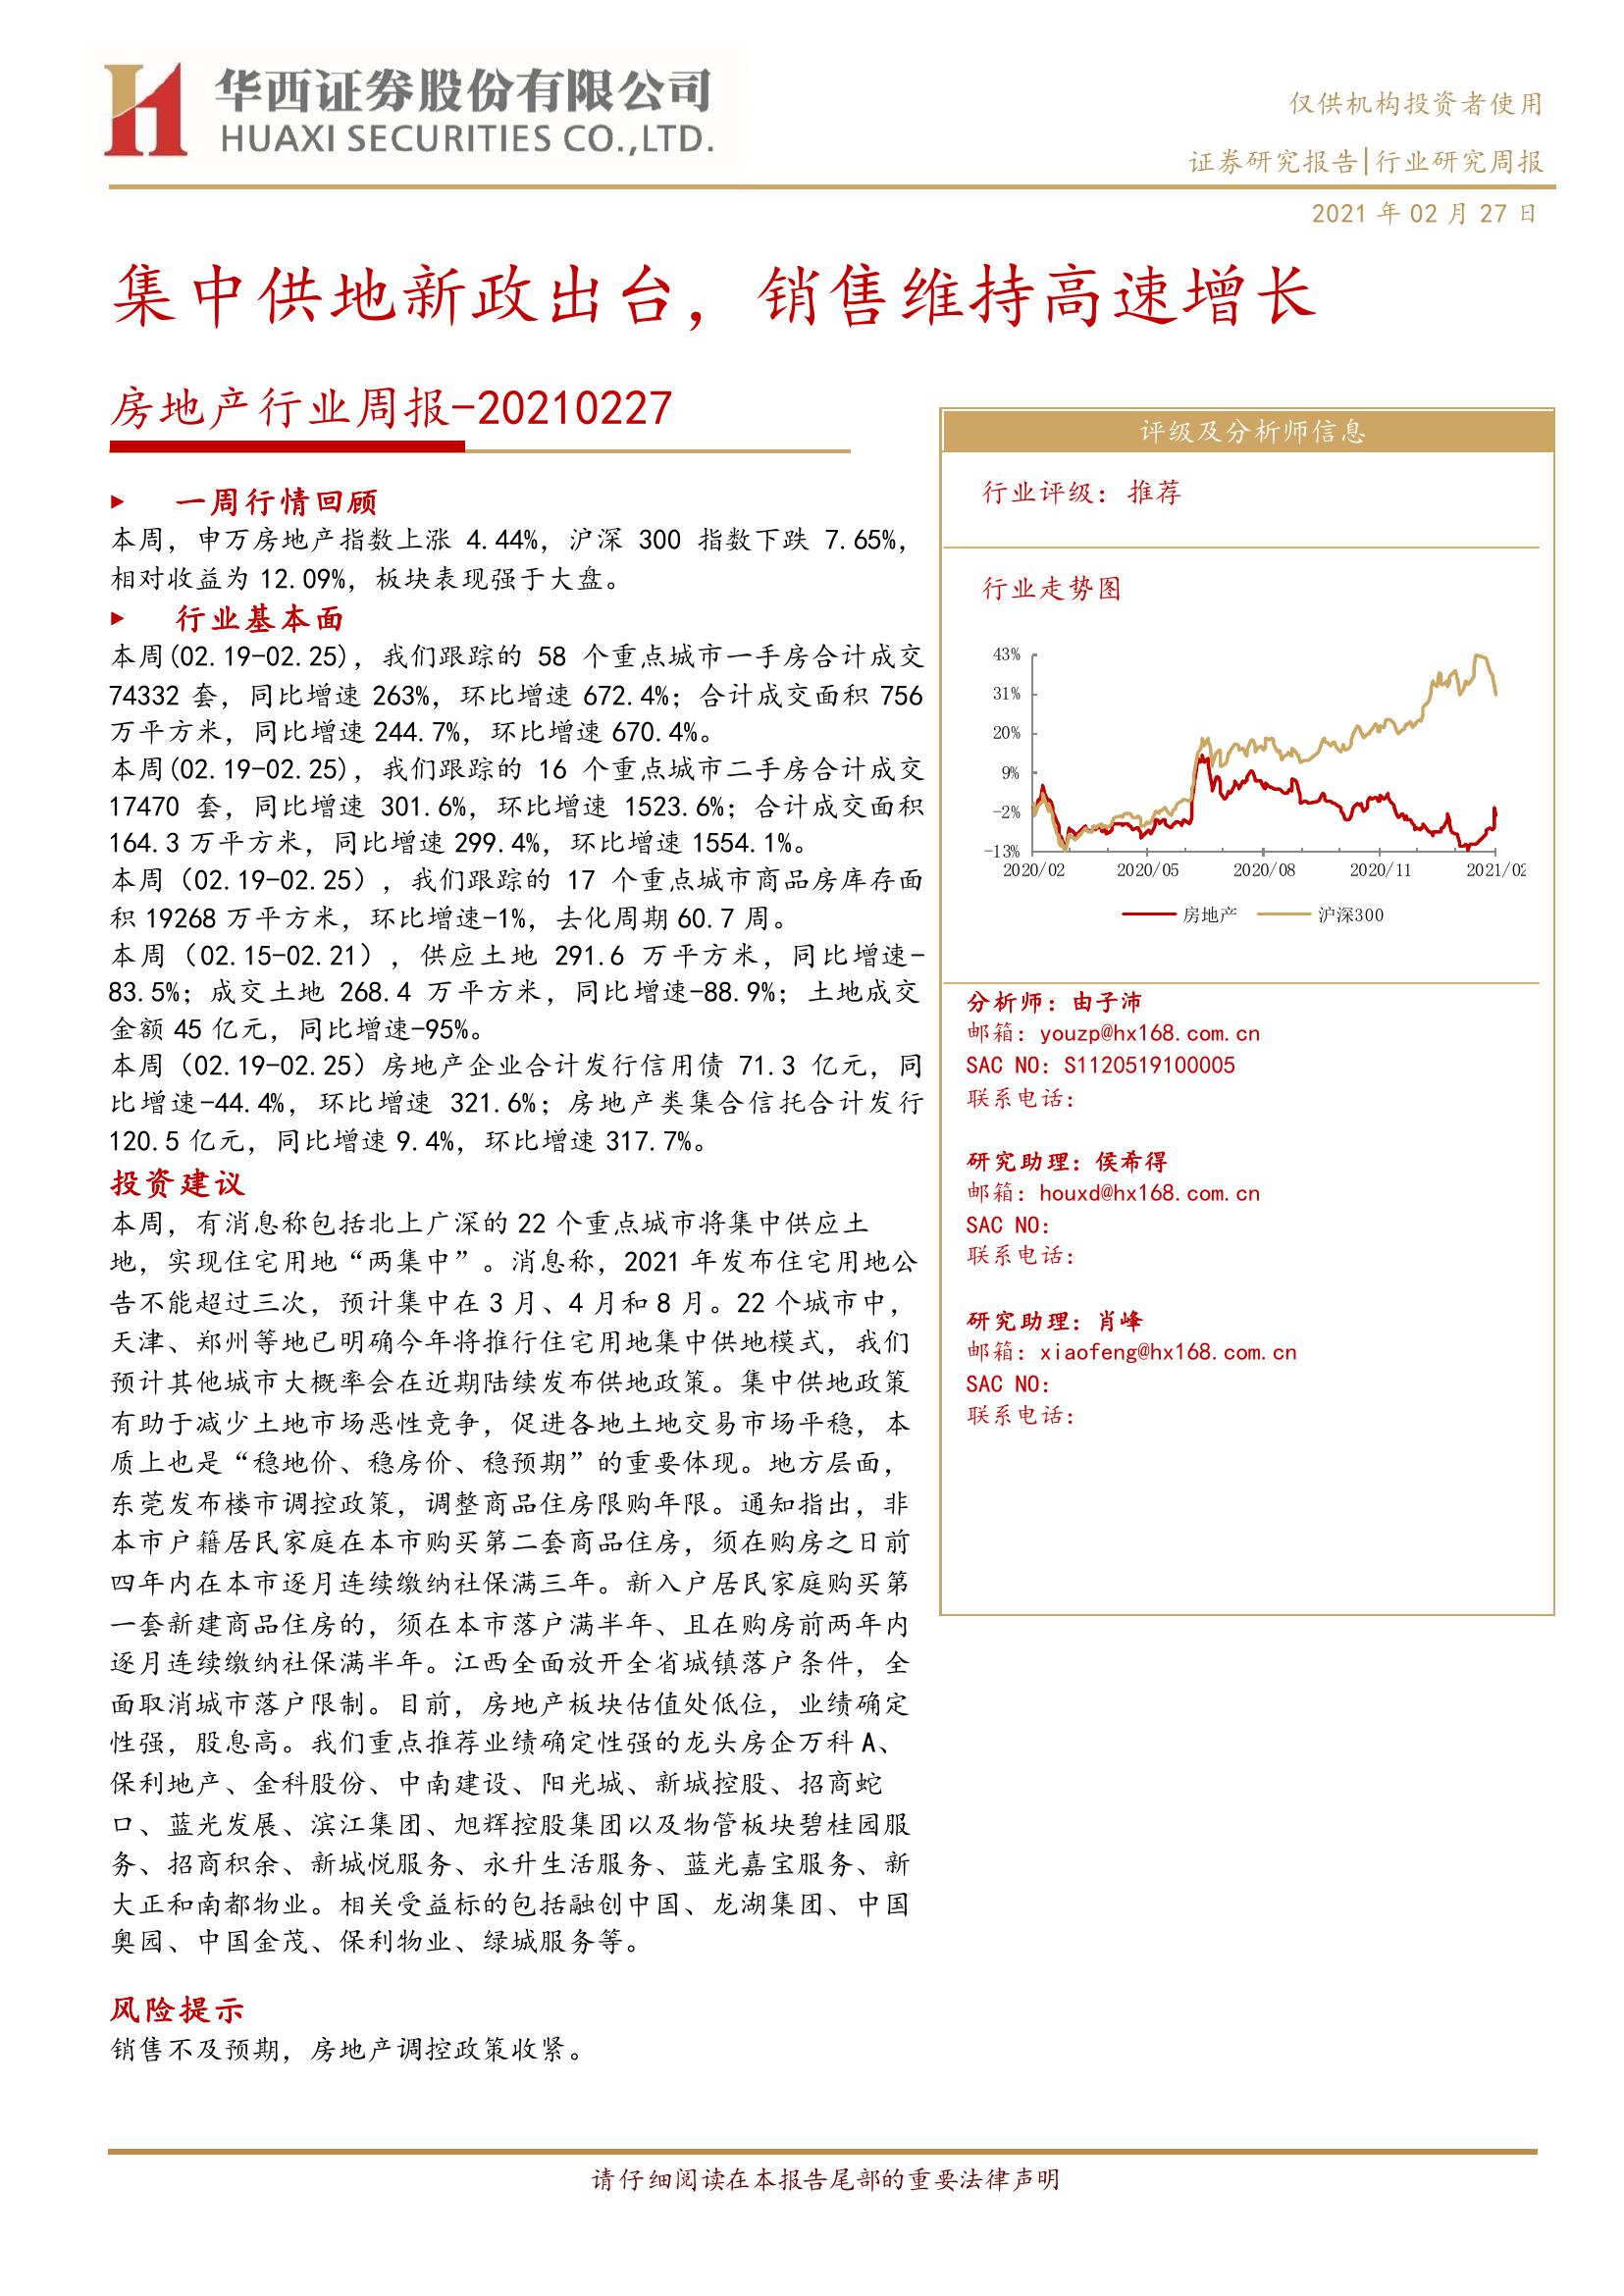 华西证券股份有限公司
HUAXI SECURITIES CO.,LTD.
仅供机构投资者使用
证券研究报告|行业研究周报
2021 年 02 月 27 日
集中供地新政出台，销售维持高速增长
房地产行业周报-20210227
一周行情回顾
本周，申万房地产指数上涨 4.44%，沪深 300 指数下跌 7.65%，
相对收益为 12.09%，板块表现强于大盘。
行业基本面
本周(02.19-02.25)，我们跟踪的 58 个重点城市一手房合计成交
74332 套，同比增速 263%，环比增速 672.4%；合计成交面积 756
万平方米，同比增速 244.7%，环比增速 670.4%。
本周(02.19-02.25)，我们跟踪的 16 个重点城市二手房合计成交
17470 套，同比增速 301.6%，环比增速 1523.6%；合计成交面积
164.3 万平方米，同比增速 299.4%，环比增速 1554.1%。
本周（02.19-02.25），我们跟踪的 17 个重点城市商品房库存面
积 19268 万平方米，环比增速-1%，去化周期 60.7 周。
本周（02.15-02.21），供应土地 291.6 万平方米，同比增速-
83.5%；成交土地 268.4 万平方米，同比增速-88.9%；土地成交
金额 45 亿元，同比增速-95%。
本周（02.19-02.25）房地产企业合计发行信用债 71.3 亿元，同
比增速-44.4%，环比增速 321.6%；房地产类集合信托合计发行
120.5 亿元，同比增速 9.4%，环比增速 317.7%。
投资建议
本周，有消息称包括北上广深的 22 个重点城市将集中供应土
地，实现住宅用地“两集中”。消息称，2021 年发布住宅用地公
告不能超过三次，预计集中在 3 月、4 月和 8 月。22 个城市中，
天津、郑州等地已明确今年将推行住宅用地集中供地模式，我们
预计其他城市大概率会在近期陆续发布供地政策。集中供地政策
有助于减少土地市场恶性竞争，促进各地土地交易市场平稳，本
质上也是“稳地价、稳房价、稳预期”的重要体现。地方层面，
东莞发布楼市调控政策，调整商品住房限购年限。通知指出，非
本市户籍居民家庭在本市购买第二套商品住房，须在购房之日前
四年内在本市逐月连续缴纳社保满三年。新入户居民家庭购买第
一套新建商品住房的，须在本市落户满半年、且在购房前两年内
逐月连续缴纳社保满半年。江西全面放开全省城镇落户条件，全
面取消城市落户限制。目前，房地产板块估值处低位，业绩确定
性强，股息高。我们重点推荐业绩确定性强的龙头房企万科 A、
保利地产、金科股份、中南建设、阳光城、新城控股、招商蛇
口、蓝光发展、滨江集团、旭辉控股集团以及物管板块碧桂园服
务、招商积余、新城悦服务、永升生活服务、蓝光嘉宝服务、新
大正和南都物业。相关受益标的包括融创中国、龙湖集团、中国
奥园、中国金茂、保利物业、绿城服务等。
风险提示
销售不及预期，房地产调控政策收紧。
评级及分析师信息
行业评级：推荐
行业走势图
43%
31%
20%
9%
-2%
-13%
2020/02 2020/05 2020/08 2020/11 2021/02
房地产 沪深300
分析师：由子沛
邮箱：youzp@hx168.com.cn
SAC NO：S1120519100005
联系电话：
研究助理：侯希得
邮箱：houxd@hx168.com.cn
SAC NO：
联系电话：
研究助理：肖峰
邮箱：xiaofeng@hx168.com.cn
SAC NO：
联系电话：
请仔细阅读在本报告尾部的重要法律声明